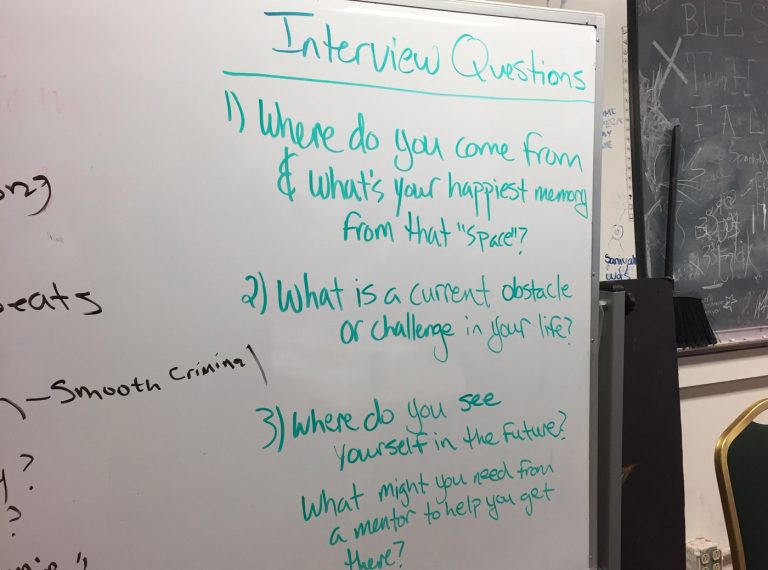 Interview Questions
1) Where do you come from
& What's your happiest memory
from that "space"?
2) What is a current obstacle
or challenge in your life?
3) Where do you see
yourself in the future?
What might you need from
a mentor to help you get
there?
eats
- Smooth Criminal
?
?
BLES